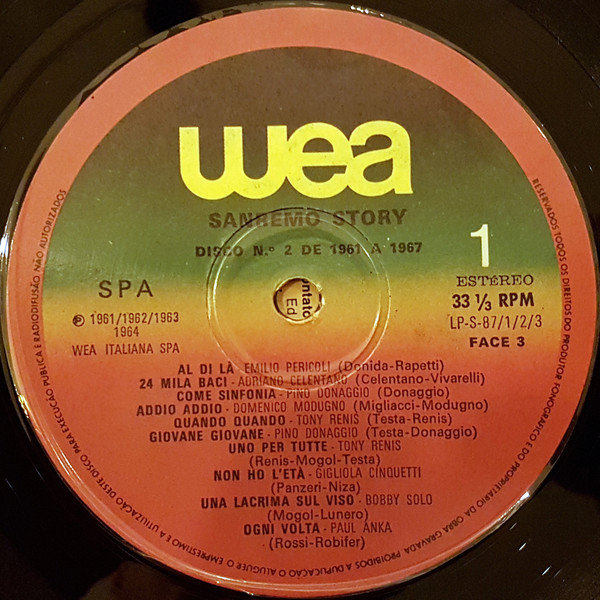 wea
SANREMO STORY
DISCO N.º 2 DE 1961 A 1967
1
SPA
ESTÉREO
33 ⅓ RPM
℗ 1961/1962/1963
1964
LP-S-87/1/2/3
WEA ITALIANA SPA
FACE 3
ntato
Ed
AL DI LÀ - EMILIO PERICOLI (Donida-Rapetti)
24 MILA BACI - ADRIANO CELENTANO (Celentano-Vivarelli)
COME SINFONIA - PINO DONAGGIO (Donaggio)
ADDIO ADDIO - DOMENICO MODUGNO (Migliacci-Modugno)
QUANDO QUANDO - TONY RENIS (Testa-Renis)
GIOVANE GIOVANE - PINO DONAGGIO (Testa-Donaggio)
UNO PER TUTTE - TONY RENIS
(Renis-Mogol-Testa)
NON HO L'ETÀ - GIGLIOLA CINQUETTI
(Panzeri-Niza)
UNA LACRIMA SUL VISO - BOBBY SOLO
(Mogol-Lunero)
OGNI VOLTA - PAUL ANKA
(Rossi-Robifer)
RESERVADOS TODOS OS DIREITOS DO PRODUTOR FONOGRÁFICO E DO PROPRIETÁRIO DA OBRA GRAVADA. PROIBIDOS A DUPLICAÇÃO O ALUGUER O EMPRÉSTIMO E A UTILIZAÇÃO DESTE DISCO PARA EXECUÇÃO PÚBLICA E RADIODIFUSÃO NÃO AUTORIZADOS